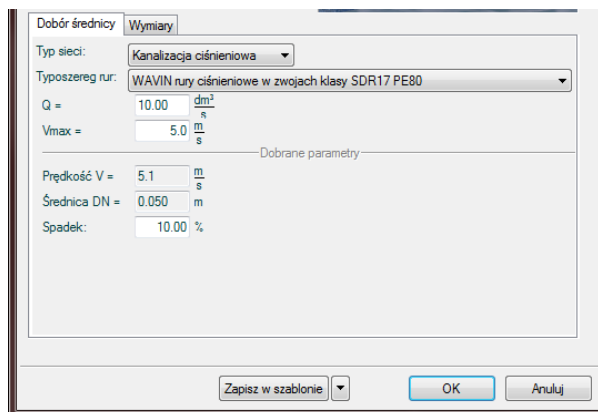 Dobór średnicy Wymiary
Typ sieci: Kanalizacja ciśnieniowa
Typoszereg rur: WAVIN rury ciśnieniowe w zwojach klasy SDR17 PE80
Q = 10.00 dm³/s
Vmax = 5.0 m/s
Dobrane parametry
Prędkość V = 5.1 m/s
Średnica DN = 0.050 m
Spadek: 10.00 %
Zapisz w szablonie OK Anuluj